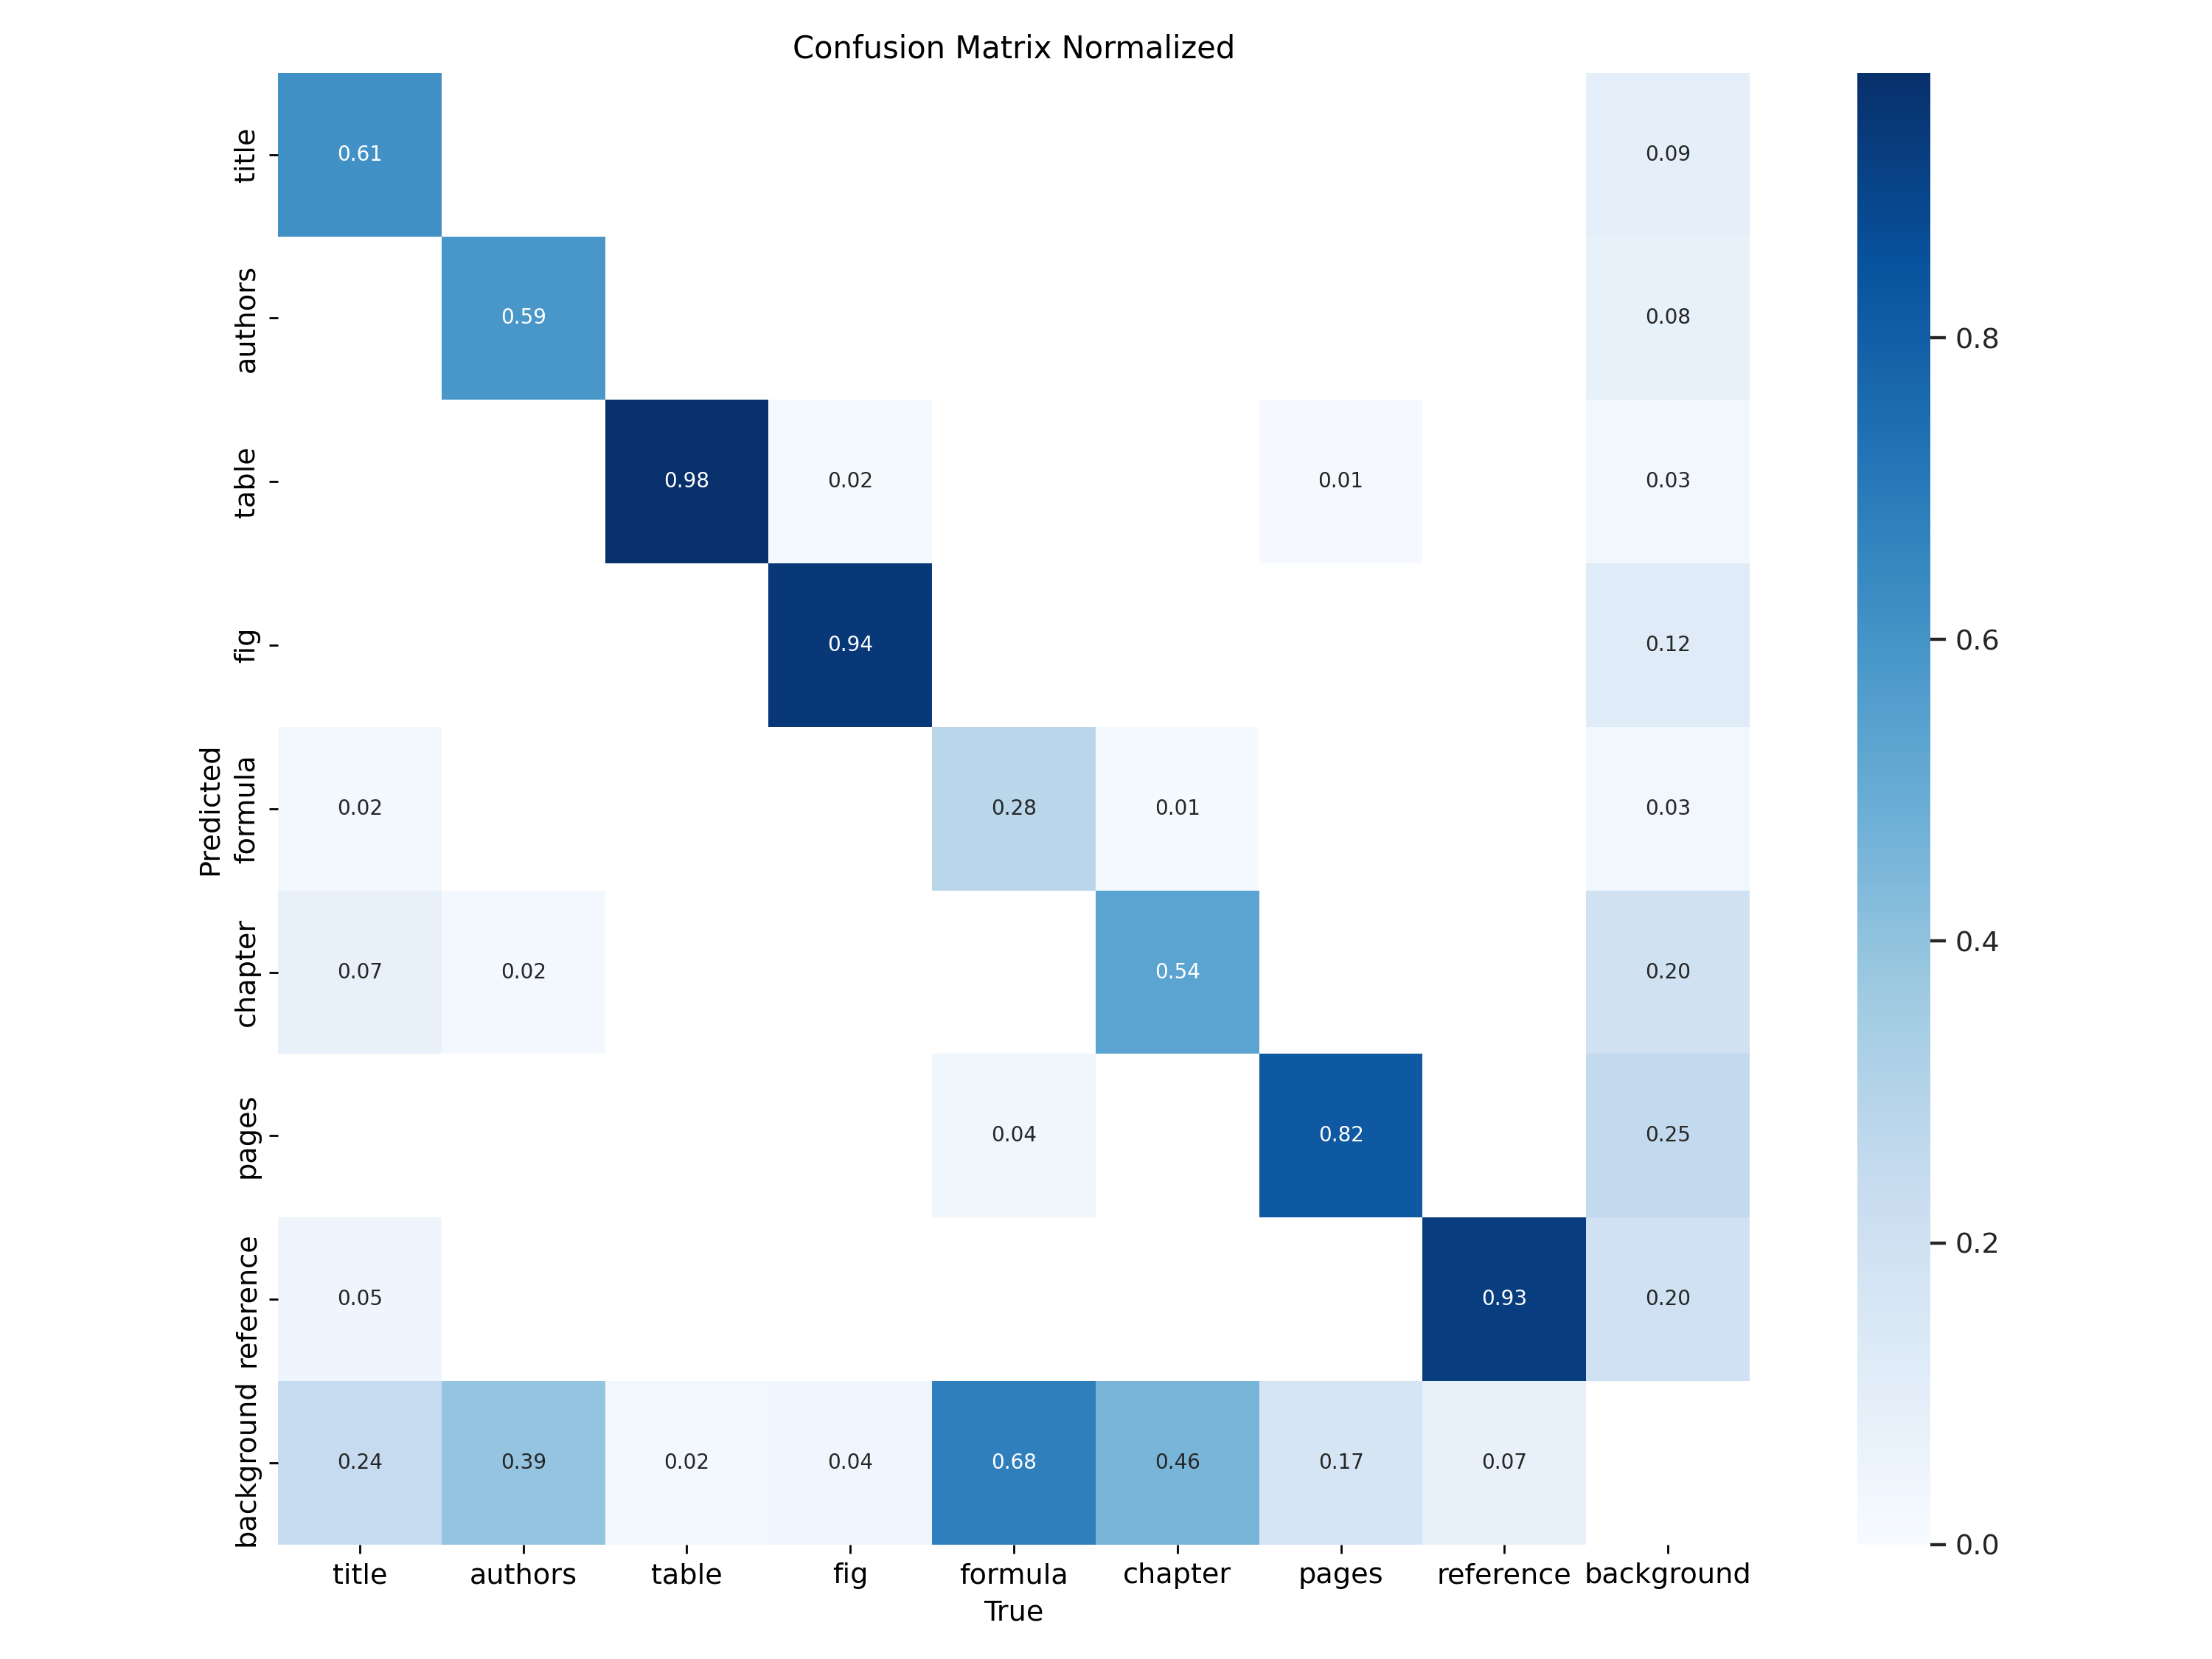 Confusion Matrix Normalized
title
0.61
0.09
authors
0.59
0.08
0.8
table
0.98
0.02
0.01
0.03
fig
0.94
0.12
0.6
Predicted
formula
0.02
0.28
0.01
0.03
chapter
0.07
0.02
0.54
0.20
0.4
pages
0.04
0.82
0.25
reference
0.05
0.93
0.20
0.2
background
0.24
0.39
0.02
0.04
0.68
0.46
0.17
0.07
0.0
title authors table fig formula chapter pages reference background
True